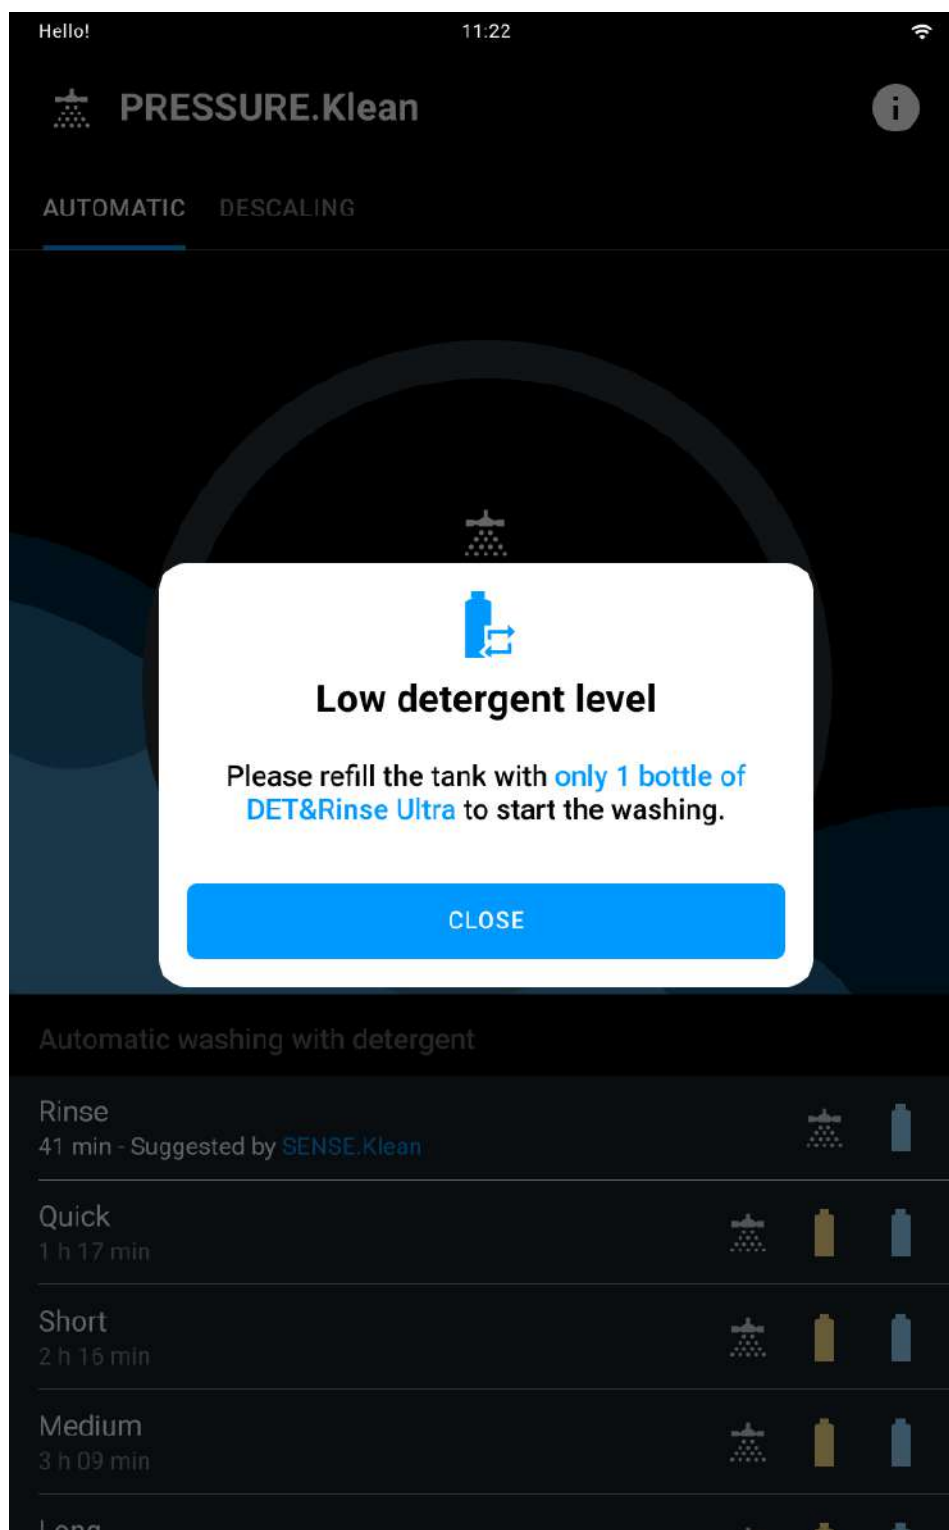 Hello! 11:22
PRESSURE.Klean i
AUTOMATIC DESCALING
Low detergent level
Please refill the tank with only 1 bottle of
DET&Rinse Ultra to start the washing.
CLOSE
Automatic washing with detergent
Rinse
41 min - Suggested by SENSE.Klean
Quick
1 h 17 min
Short
2 h 16 min
Medium
3 h 09 min
Long